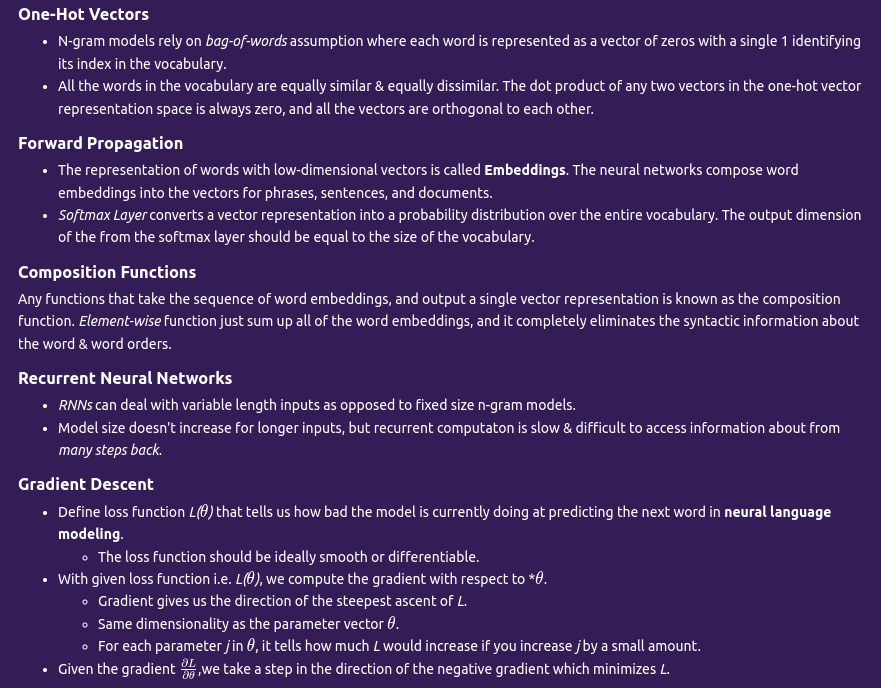 One-Hot Vectors
• N-gram models rely on bag-of-words assumption where each word is represented as a vector of zeros with a single 1 identifying
its index in the vocabulary.
• All the words in the vocabulary are equally similar & equally dissimilar. The dot product of any two vectors in the one-hot vector
representation space is always zero, and all the vectors are orthogonal to each other.
Forward Propagation
• The representation of words with low-dimensional vectors is called Embeddings. The neural networks compose word
embeddings into the vectors for phrases, sentences, and documents.
• Softmax Layer converts a vector representation into a probability distribution over the entire vocabulary. The output dimension
of the from the softmax layer should be equal to the size of the vocabulary.
Composition Functions
Any functions that take the sequence of word embeddings, and output a single vector representation is known as the composition
function. Element-wise function just sum up all of the word embeddings, and it completely eliminates the syntactic information about
the word & word orders.
Recurrent Neural Networks
• RNNs can deal with variable length inputs as opposed to fixed size n-gram models.
• Model size doesn't increase for longer inputs, but recurrent computaton is slow & difficult to access information about from
many steps back.
Gradient Descent
• Define loss function L(θ) that tells us how bad the model is currently doing at predicting the next word in neural language
modeling.
◦ The loss function should be ideally smooth or differentiable.
• With given loss function i.e. L(θ), we compute the gradient with respect to *θ.
◦ Gradient gives us the direction of the steepest ascent of L.
◦ Same dimensionality as the parameter vector θ.
◦ For each parameter j in θ, it tells how much L would increase if you increase j by a small amount.
• Given the gradient ∂L/∂θ ,we take a step in the direction of the negative gradient which minimizes L.